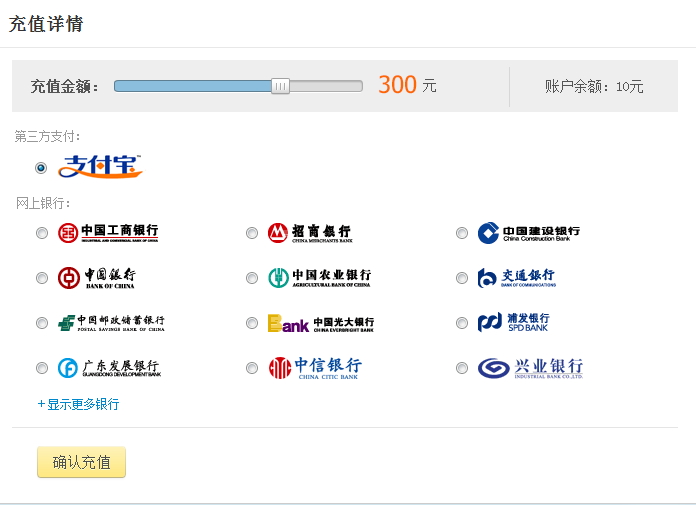 充值详情
充值金额： 300 元 账户余额：10元
第三方支付：
支付宝
网上银行：
中国工商银行 招商银行 中国建设银行
INDUSTRIAL AND COMMERCIAL BANK OF CHINA CHINA MERCHANTS BANK China Construction Bank
中国银行 中国农业银行 交通银行
BANK OF CHINA AGRICULTURAL BANK OF CHINA BANK OF COMMUNICATIONS
中国邮政储蓄银行 Bank 中国光大银行 浦发银行
POSTAL SAVINGS BANK OF CHINA CHINA EVERBRIGHT BANK SPD BANK
广东发展银行 中信银行 兴业银行
GUANGDONG DEVELOPMENT BANK CHINA CITIC BANK INDUSTRIAL BANK CO.,LTD.
+显示更多银行
确认充值